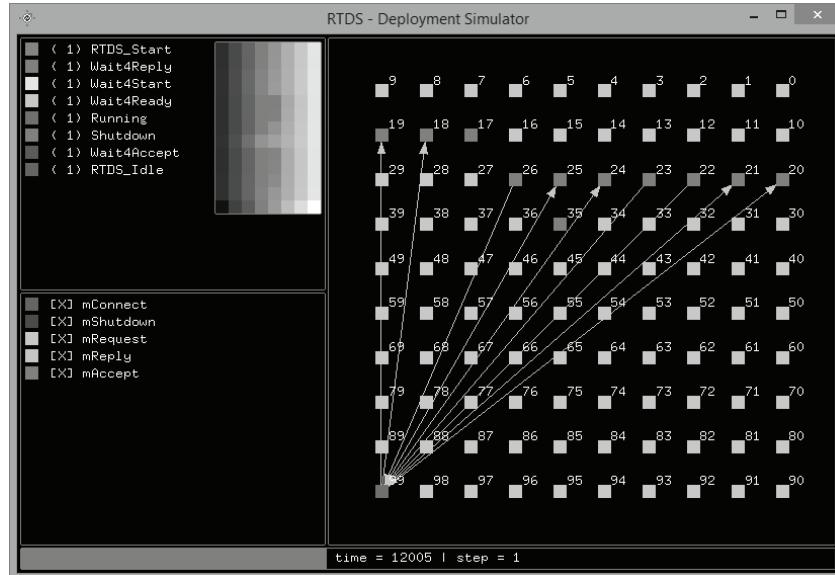 RTDS - Deployment Simulator
( 1) RTDS_Start
( 1) Wait4Reply
( 1) Wait4Start
( 1) Wait4Ready
( 1) Running
( 1) Shutdown
( 1) Wait4Accept
( 1) RTDS_Idle
[X] mConnect
[X] mShutdown
[X] mRequest
[X] mReply
[X] mAccept
9 8 7 6 5 4 3 2 1 0
19 18 17 16 15 14 13 12 11 10
29 28 27 26 25 24 23 22 21 20
39 38 37 36 35 34 33 32 31 30
49 48 47 46 45 44 43 42 41 40
59 58 57 56 55 54 53 52 51 50
69 68 67 66 65 64 63 62 61 60
79 78 77 76 75 74 73 72 71 70
89 88 87 86 85 84 83 82 81 80
99 98 97 96 95 94 93 92 91 90
time = 12005 | step = 1